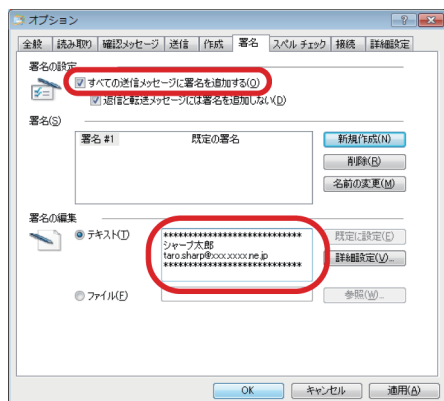 オプション
全般 読み取り 確認メッセージ 送信 作成 署名 スペル チェック 接続 詳細設定
署名の設定
すべての送信メッセージに署名を追加する(O)
返信と転送メッセージには署名を追加しない(D)
署名(S)
署名 #1 既定の署名 新規作成(N)
削除(R)
名前の変更(M)
署名の編集
テキスト(T) **************************** 既定に設定(E)
シャープ太郎
taro.sharp@xxx.xxxx.ne.jp 詳細設定(V)...
****************************
ファイル(F) 参照(W)...
OK キャンセル 適用(A)